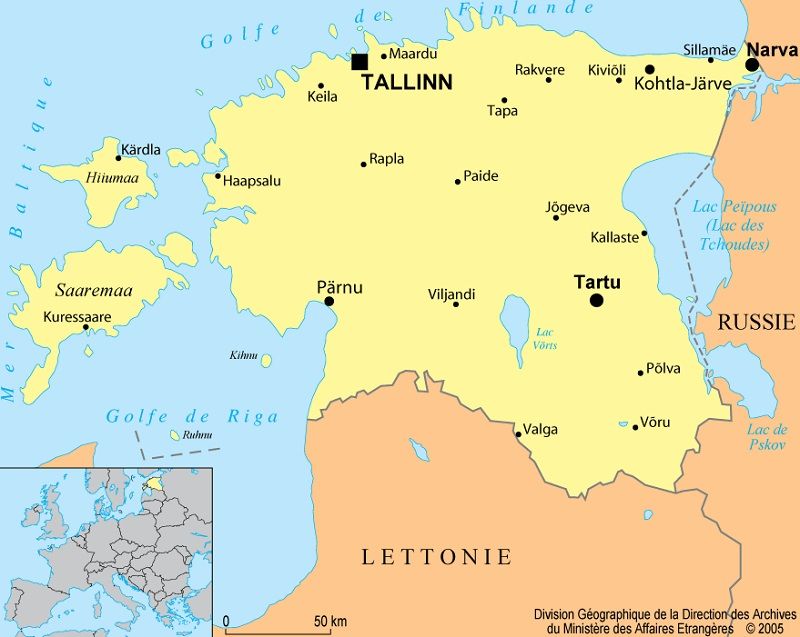 Golfe de Finlande
Mer Baltique
Maardu
TALLINN
Keila
Rakvere
Kiviõli
Sillamäe
Narva
Kohtla-Järve
Tapa
Kärdla
Hiiumaa
Haapsalu
Rapla
Paide
Jõgeva
Kallaste
Lac Peïpous
(Lac des
Tchoudes)
Saaremaa
Kuressaare
Pärnu
Viljandi
Tartu
Lac
Võrts
RUSSIE
Kihnu
Põlva
Golfe de Riga
Ruhnu
Valga
Võru
Lac de
Pskov
LETTONIE
0 50 km
Division Géographique de la Direction des Archives
du Ministère des Affaires Etrangères © 2005